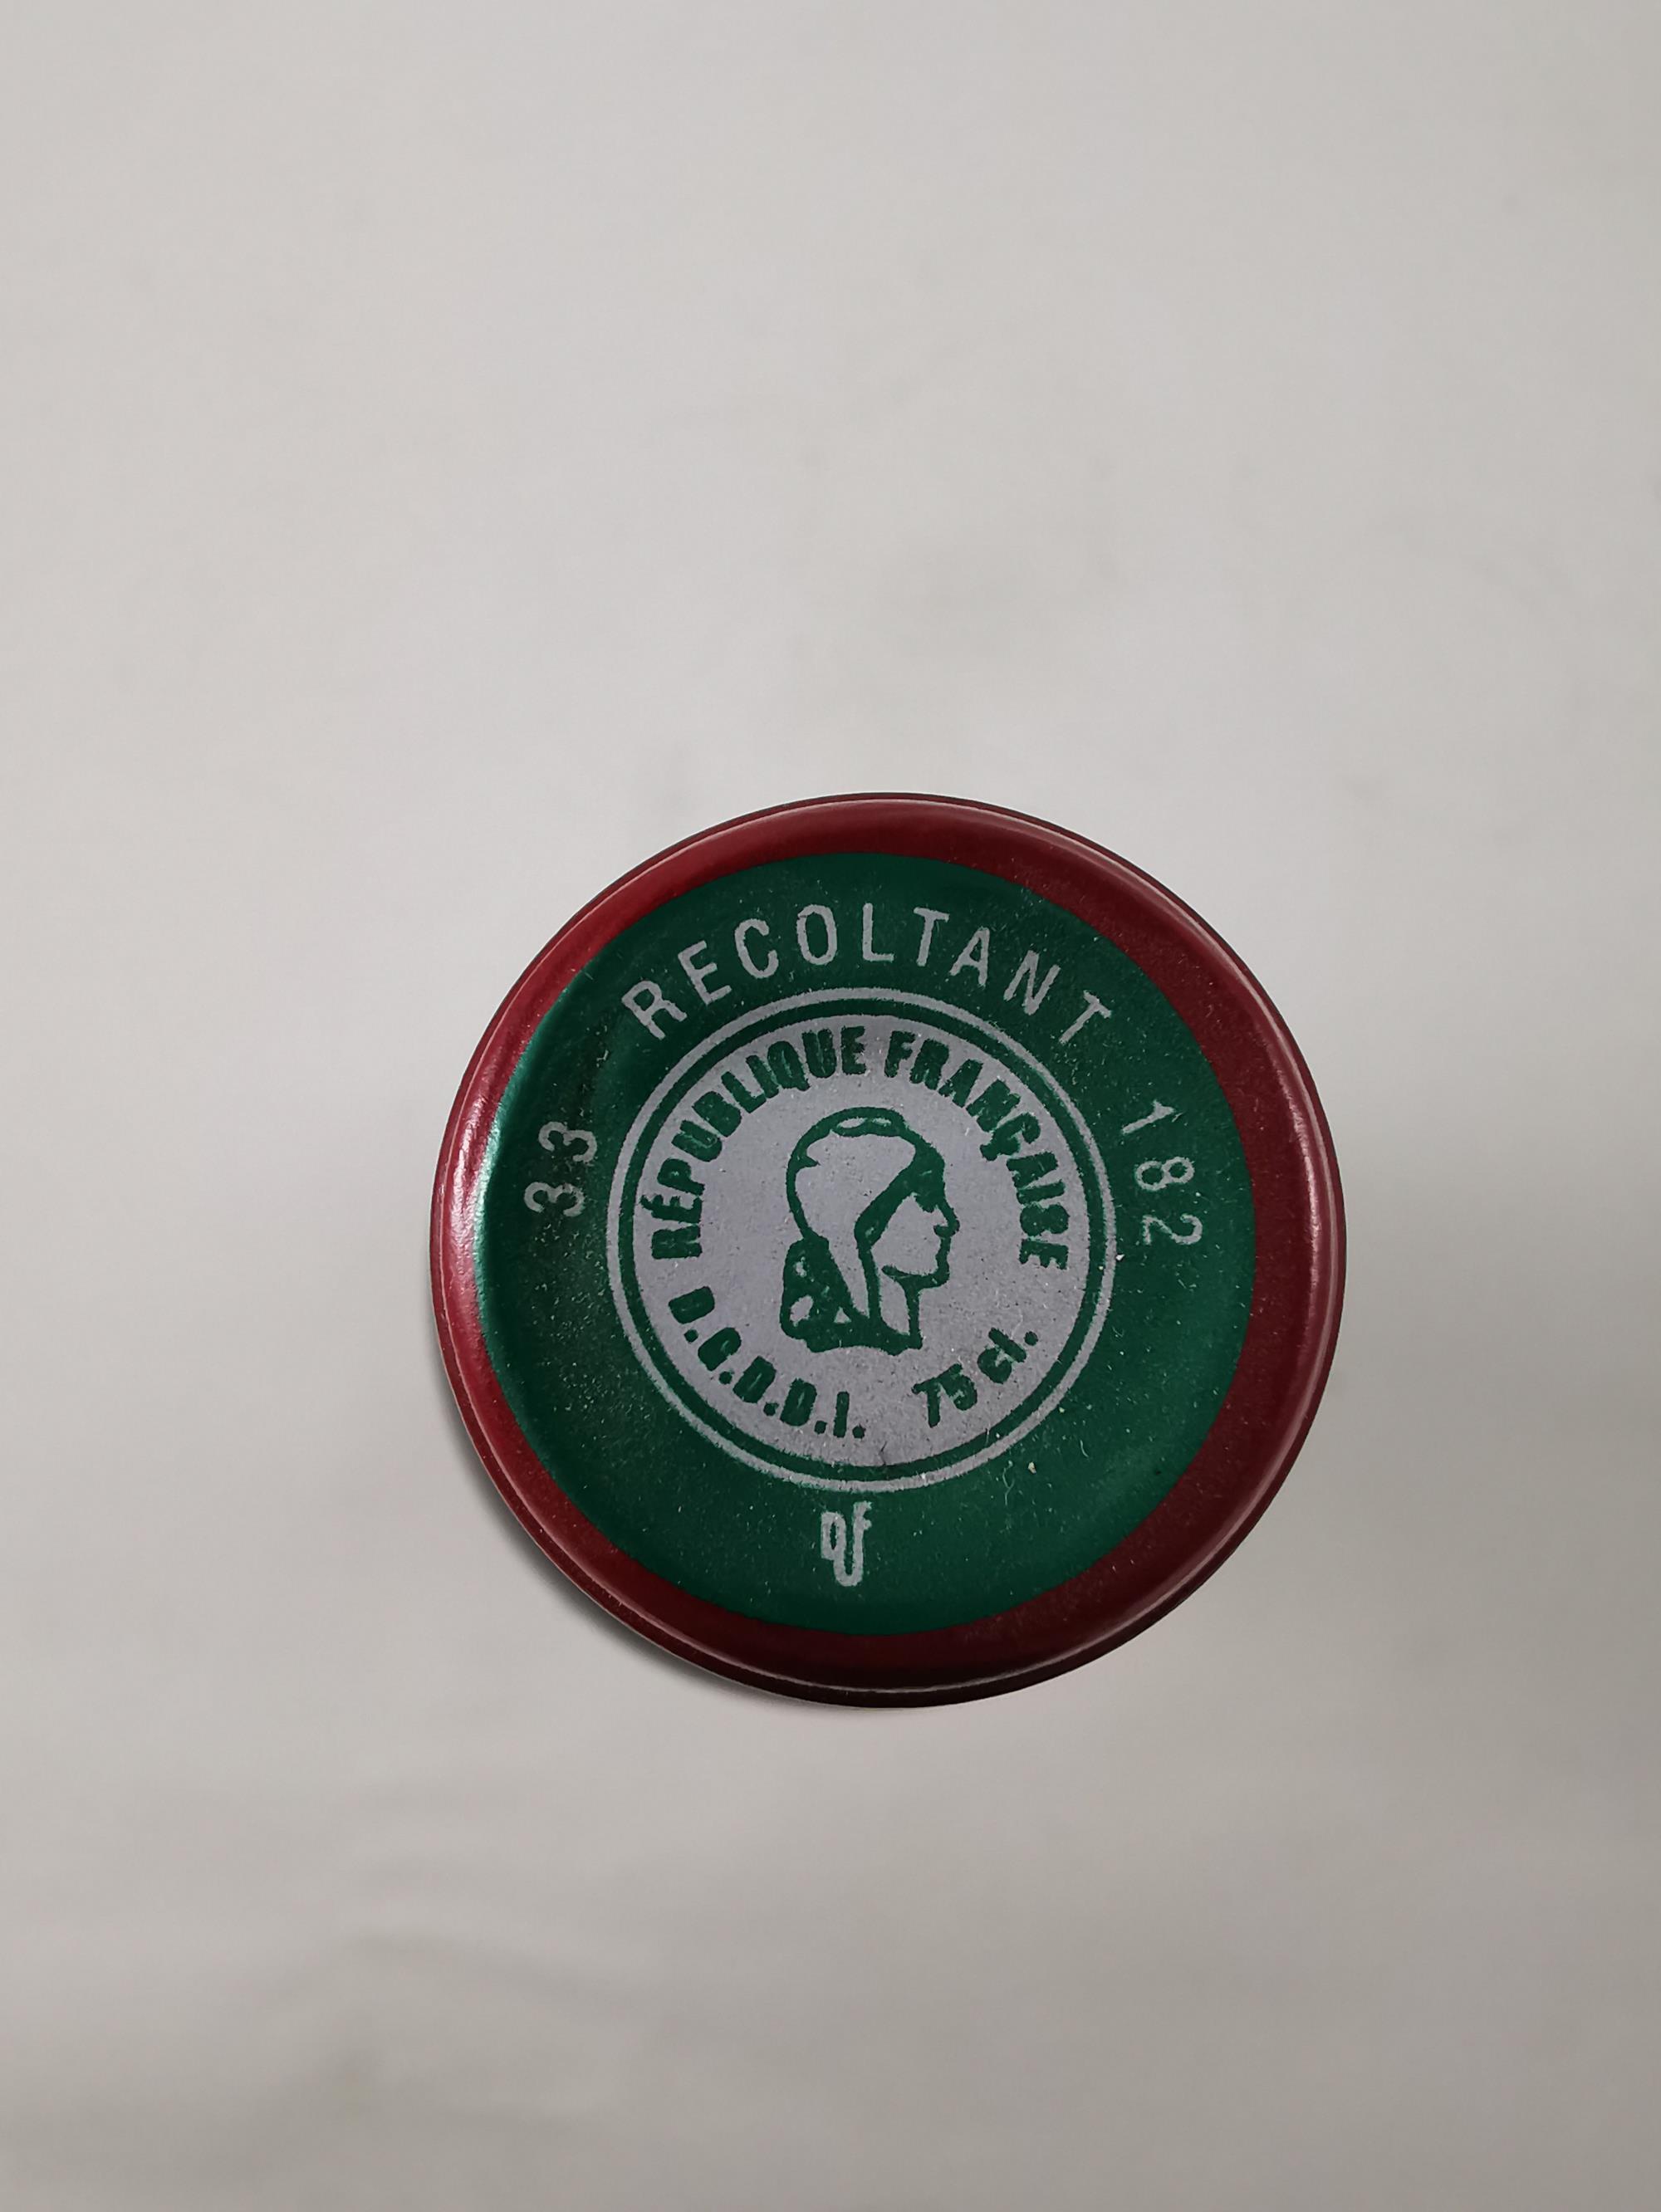 33 RECOLTANT 182
RÉPUBLIQUE FRANÇAISE
D.G.D.D.I. 75 cl.